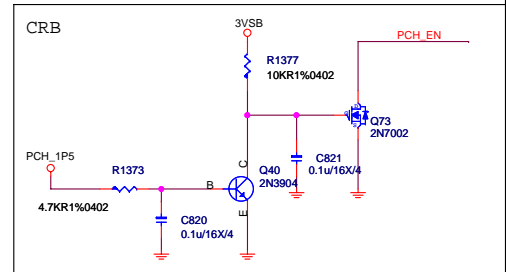 CRB
3VSB
PCH_EN
R1377
10KR1%0402
Q73
2N7002
PCH_1P5
R1373
C
B
E
Q40
2N3904
C821
0.1u/16X/4
4.7KR1%0402
C820
0.1u/16X/4